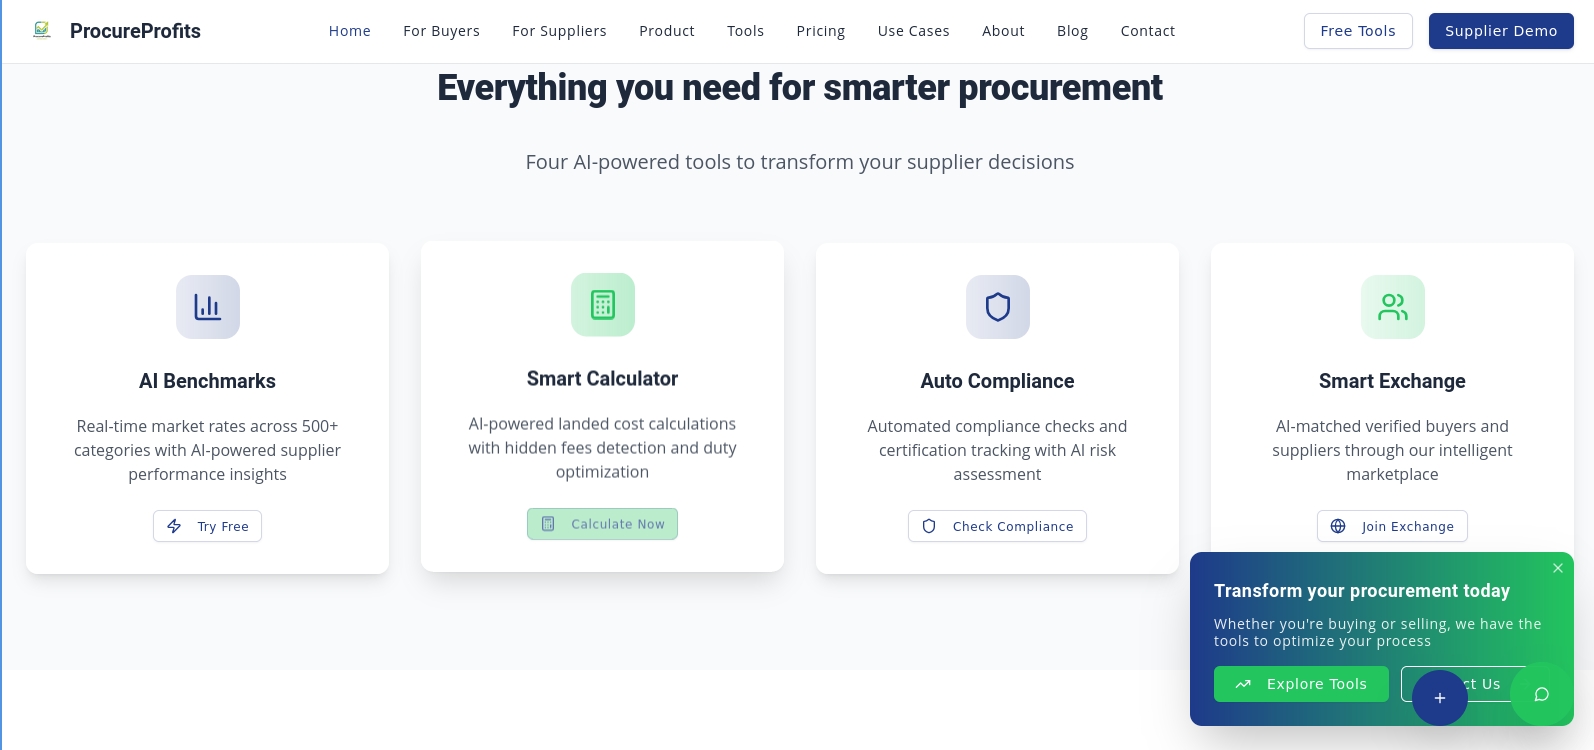 ProcureProfits
Home
For Buyers
For Suppliers
Product
Tools
Pricing
Use Cases
About
Blog
Contact
Free Tools
Supplier Demo
Everything you need for smarter procurement
Four AI-powered tools to transform your supplier decisions
AI Benchmarks
Real-time market rates across 500+
categories with AI-powered supplier
performance insights
Try Free
Smart Calculator
AI-powered landed cost calculations
with hidden fees detection and duty
optimization
Calculate Now
Auto Compliance
Automated compliance checks and
certification tracking with AI risk
assessment
Check Compliance
Smart Exchange
AI-matched verified buyers and
suppliers through our intelligent
marketplace
Join Exchange
Transform your procurement today
Whether you're buying or selling, we have the
tools to optimize your process
Explore Tools
Us